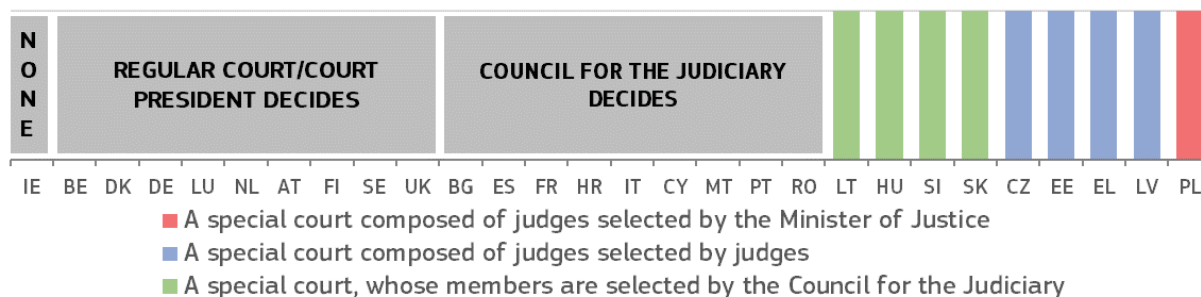 NONE
REGULAR COURT/COURT
PRESIDENT DECIDES
COUNCIL FOR THE JUDICIARY
DECIDES
IE BE DK DE LU NL AT FI SE UK BG ES FR HR IT CY MT PT RO LT HU SI SK CZ EE EL LV PL
A special court composed of judges selected by the Minister of Justice
A special court composed of judges selected by judges
A special court, whose members are selected by the Council for the Judiciary